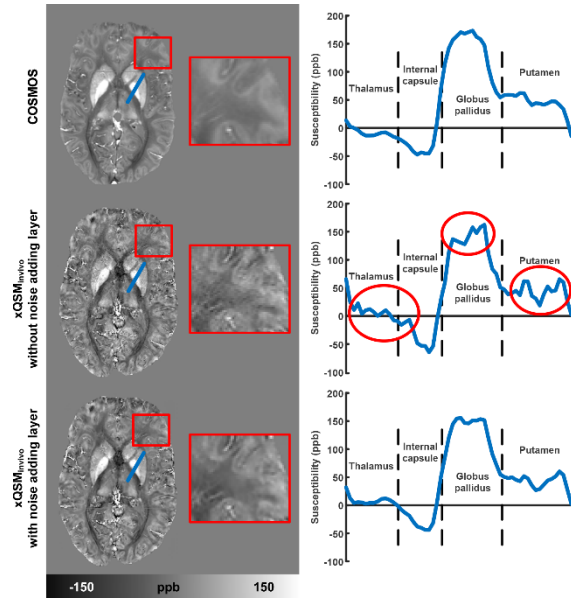 COSMOS
Susceptibility (ppb)
200
150
100
50
0
-50
-100
Thalamus
Internal
capsule
Globus
pallidus
Putamen
xQSMinvivo
without noise adding layer
Susceptibility (ppb)
200
150
100
50
0
-50
-100
Thalamus
Internal
capsule
Globus
pallidus
Putamen
xQSMinvivo
with noise adding layer
Susceptibility (ppb)
200
150
100
50
0
-50
-100
Thalamus
Internal
capsule
Globus
pallidus
Putamen
-150 ppb 150